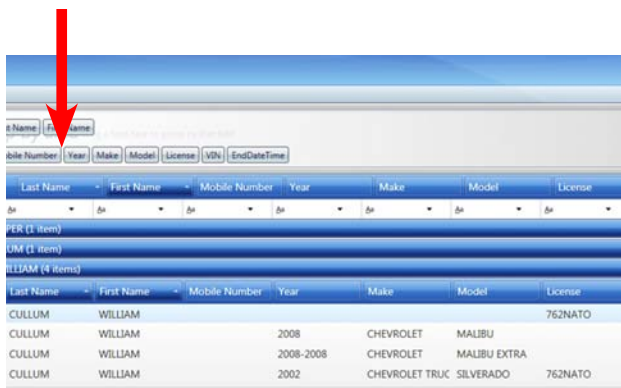 t Name First Name
bile Number Year Make Model License VIN EndDateTime
Last Name First Name Mobile Number Year Make Model License
PER (1 item)
UM (1 item)
ILLIAM (4 items)
Last Name First Name Mobile Number Year Make Model License
CULLUM WILLIAM 762NATO
CULLUM WILLIAM 2008 CHEVROLET MALIBU
CULLUM WILLIAM 2008-2008 CHEVROLET MALIBU EXTRA
CULLUM WILLIAM 2002 CHEVROLET TRUC SILVERADO 762NATO